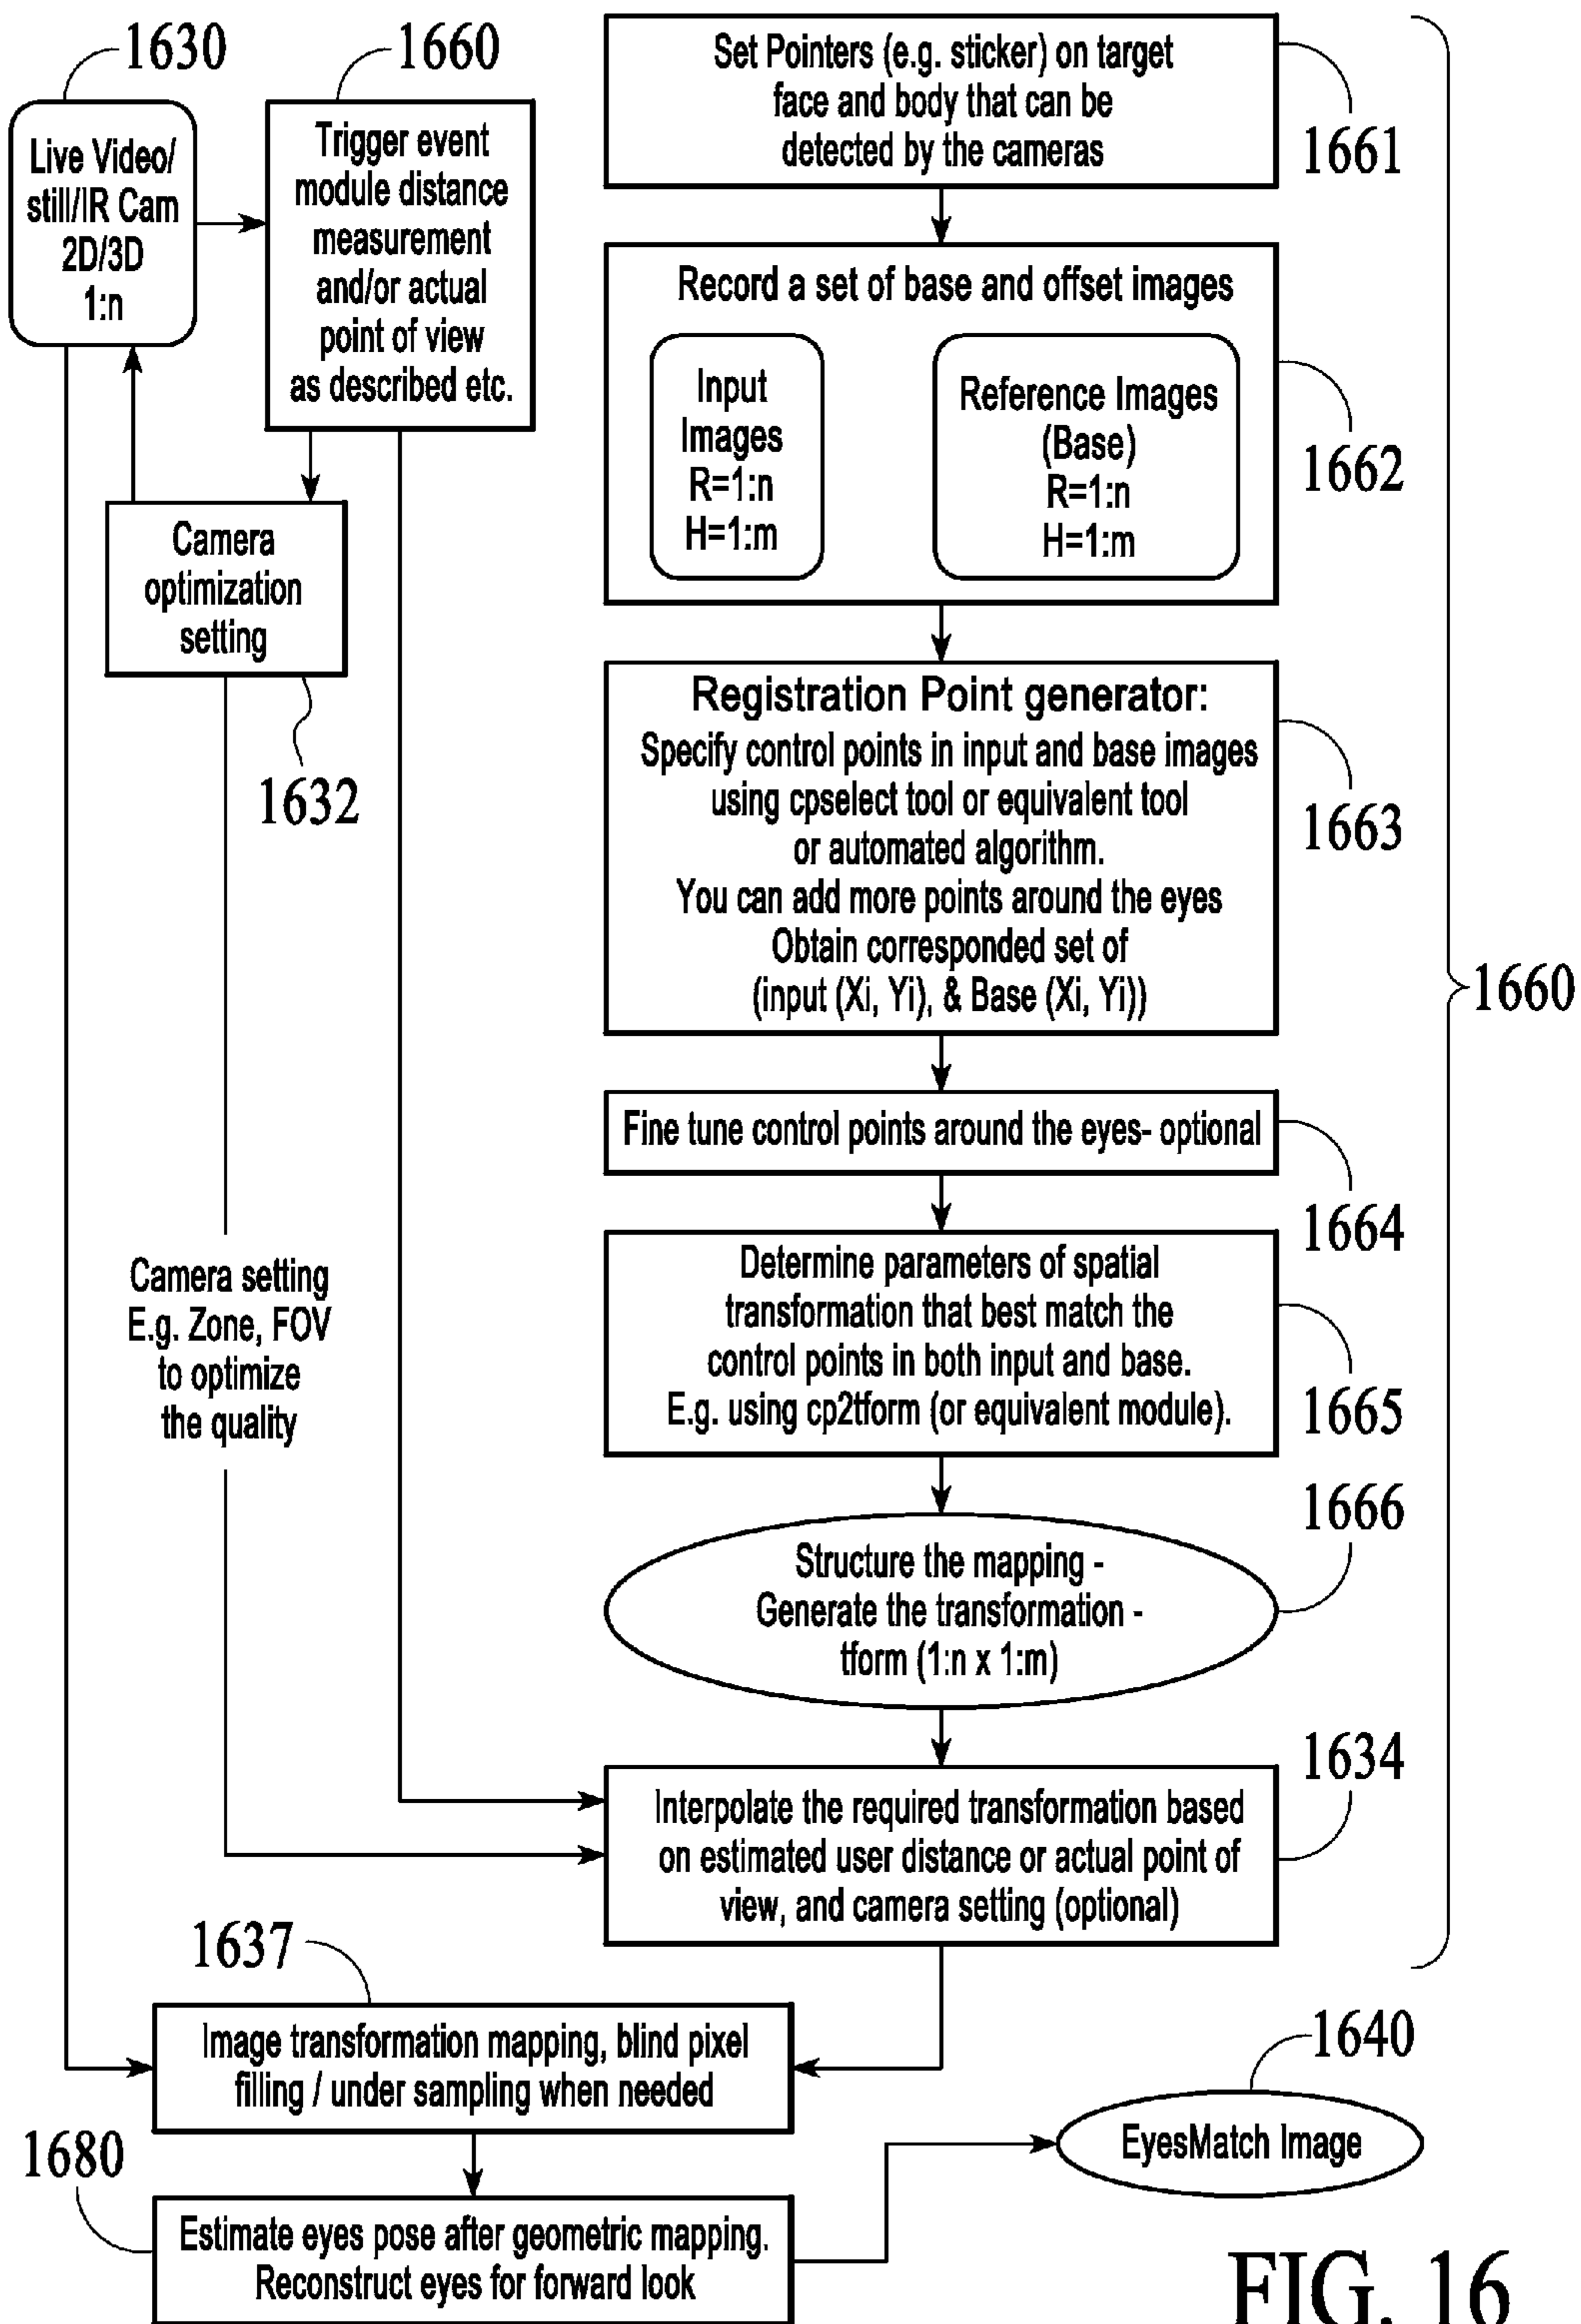 1630
Live Video/
still/IR Cam
2D/3D
1:n
1660
Trigger event
module distance
measurement
and/or actual
point of view
as described etc.
Camera
optimization
setting
1632
Camera setting
E.g. Zone, FOV
to optimize
the quality
Set Pointers (e.g. sticker) on target
face and body that can be
detected by the cameras
1661
Record a set of base and offset images
Input
Images
R=1:n
H=1:m
Reference Images
(Base)
R=1:n
H=1:m
1662
Registration Point generator:
Specify control points in input and base images
using cpselect tool or equivalent tool
or automated algorithm.
You can add more points around the eyes
Obtain corresponded set of
(input (Xi, Yi), & Base (Xi, Yi))
1663
1660
Fine tune control points around the eyes- optional
1664
Determine parameters of spatial
transformation that best match the
control points in both input and base.
E.g. using cp2tform (or equivalent module).
1665
1666
Structure the mapping -
Generate the transformation -
tform (1:n x 1:m)
1634
Interpolate the required transformation based
on estimated user distance or actual point of
view, and camera setting (optional)
1637
Image transformation mapping, blind pixel
filling / under sampling when needed
1640
EyesMatch Image
1680
Estimate eyes pose after geometric mapping.
Reconstruct eyes for forward look
FIG. 16